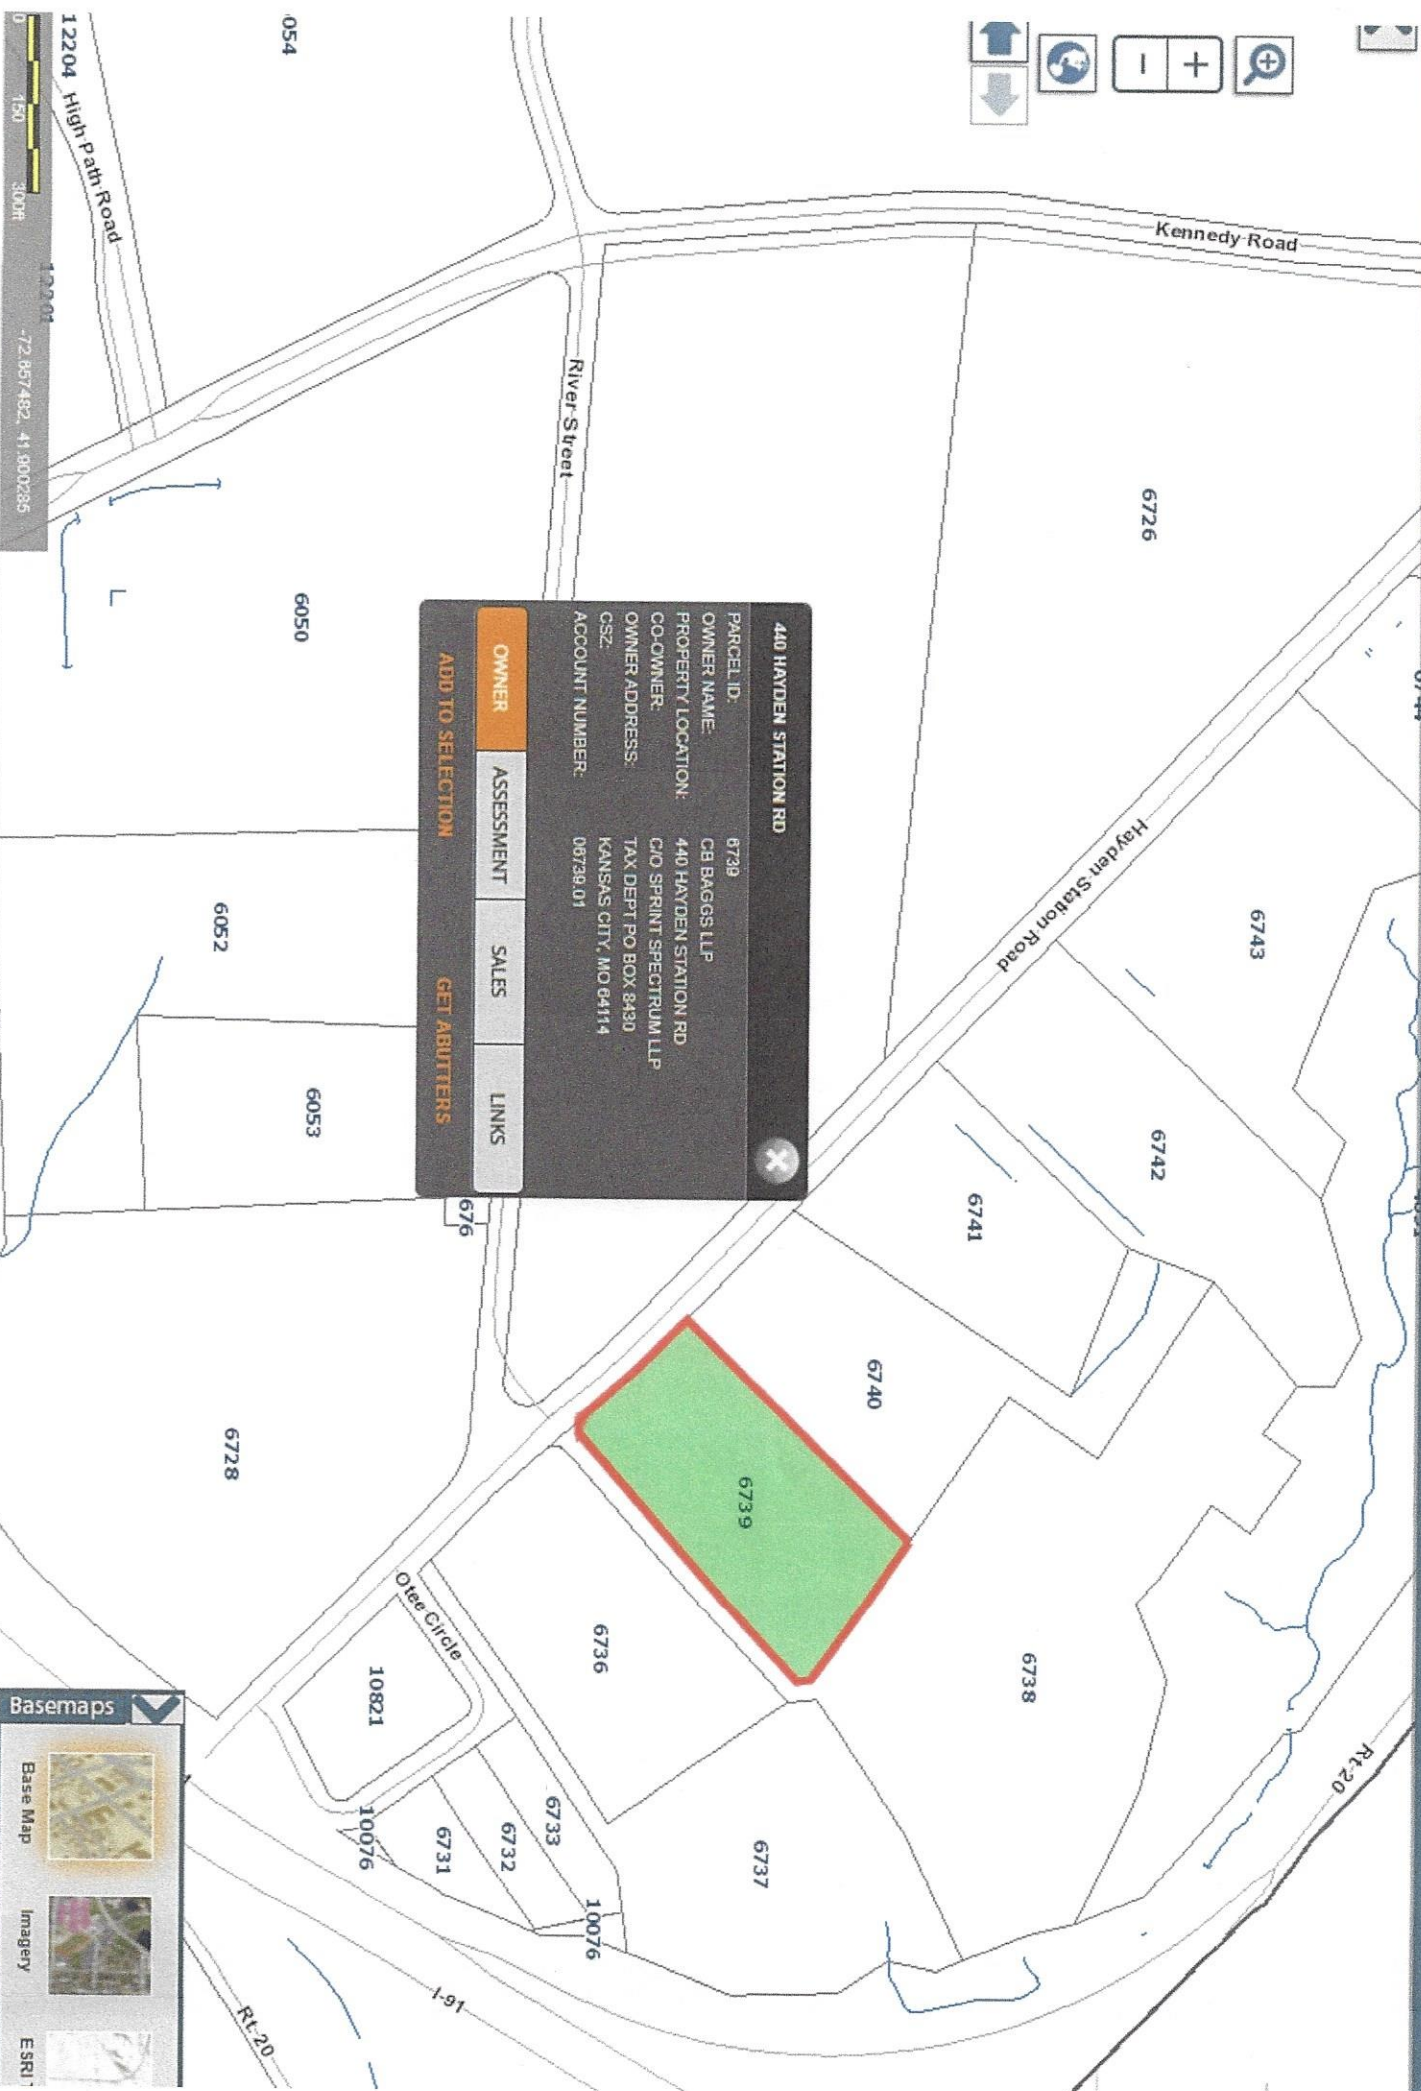 Kennedy Road
6726
6743
6742
6741
6740
6739
6738
6737
6736
6733
6732
6731
10076
10076
10821
Otee Circle
Hayden Station Road
River Street
054
12204
High Path Road
12201
6050
6052
6053
676
6728
Rt-20
I-91
Rt-20
440 HAYDEN STATION RD
PARCEL ID: 6739
OWNER NAME: CB BAGGS LLP
PROPERTY LOCATION: 440 HAYDEN STATION RD
CO-OWNER: C/O SPRINT SPECTRUM LLP
OWNER ADDRESS: TAX DEPT PO BOX 8430
CSZ: KANSAS CITY, MO 64114
ACCOUNT NUMBER: 06739.01
OWNER ASSESSMENT SALES LINKS
ADD TO SELECTION GET ABUTTERS
0 150 300ft
-72.657482, 41.900285
Basemaps
Base Map Imagery ESRI